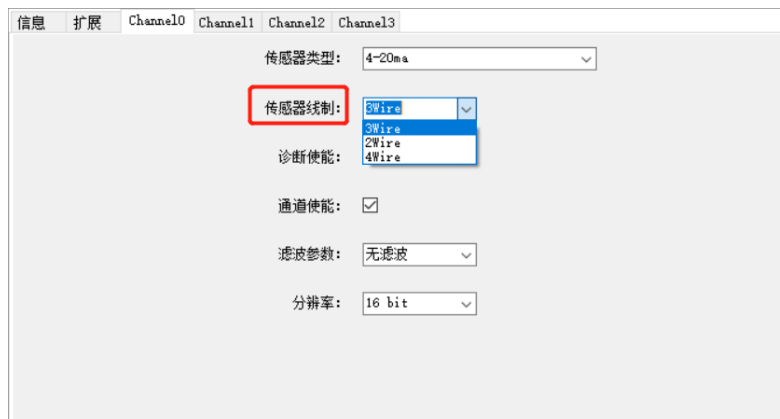 信息 扩展 Channel0 Channel1 Channel2 Channel3
传感器类型: 4-20ma
传感器线制: 3Wire
3Wire
2Wire
诊断使能:
4Wire
通道使能:
滤波参数: 无滤波
分辨率: 16 bit